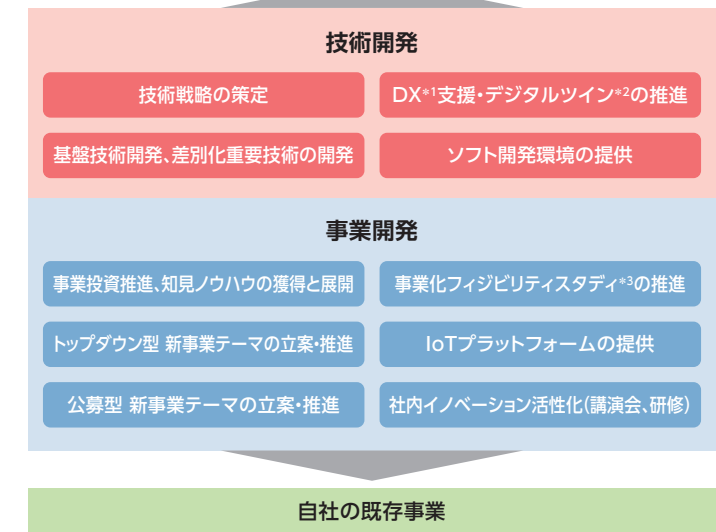 技術開発
技術戦略の策定
DX*1支援・デジタルツイン*2の推進
基盤技術開発、差別化重要技術の開発
ソフト開発環境の提供
事業開発
事業投資推進、知見ノウハウの獲得と展開
事業化フィジビリティスタディ*3の推進
トップダウン型 新事業テーマの立案・推進
IoTプラットフォームの提供
公募型 新事業テーマの立案・推進
社内イノベーション活性化(講演会、研修)
自社の既存事業